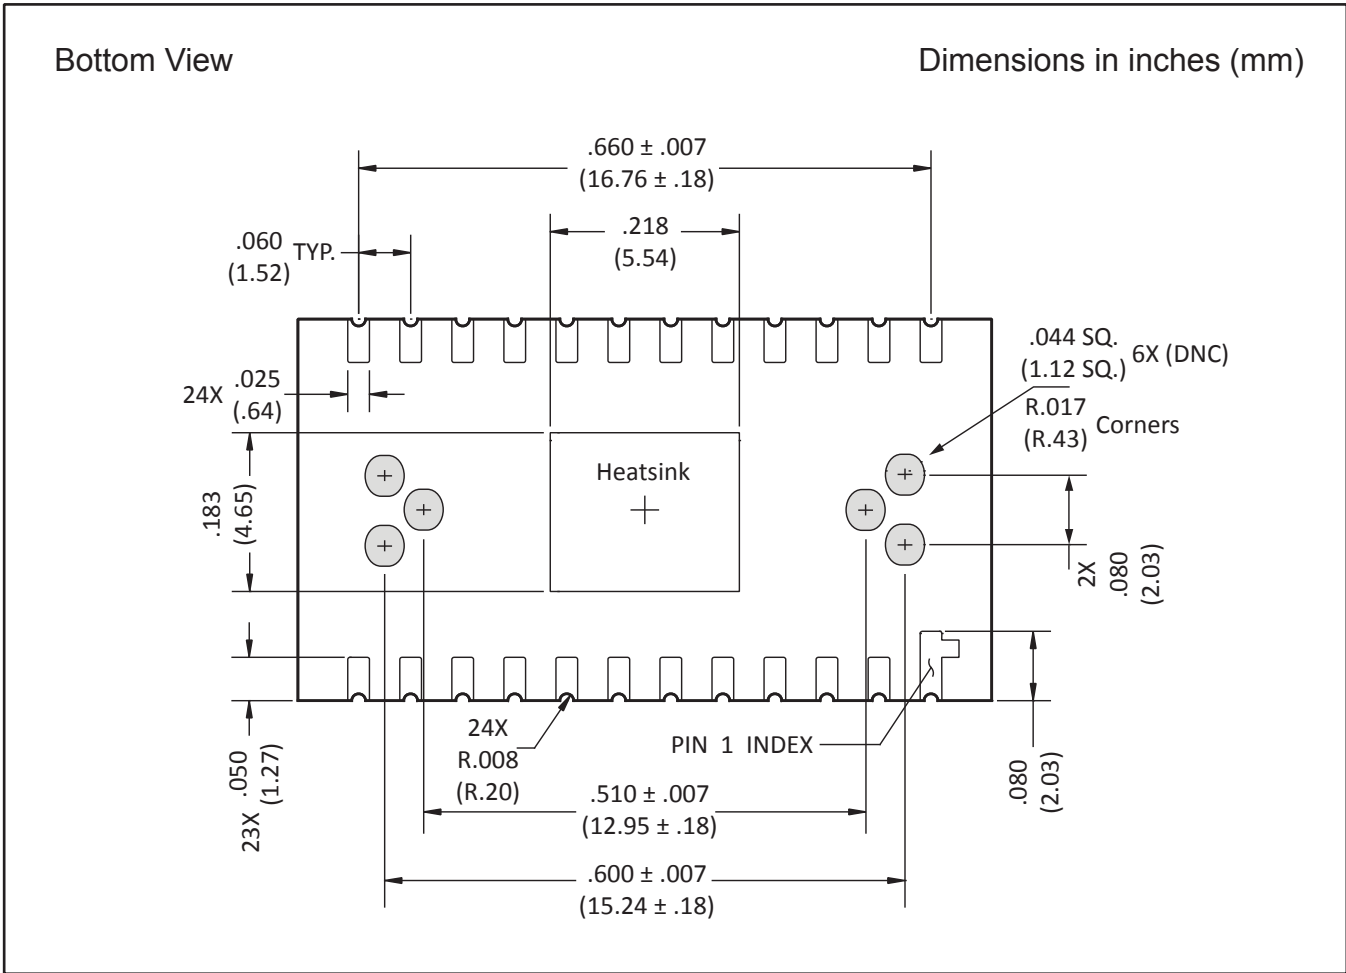 Bottom View
Dimensions in inches (mm)
.660 ± .007
(16.76 ± .18)
.218
(5.54)
.060
(1.52)
TYP.
.044 SQ.
(1.12 SQ.)
6X (DNC)
R.017
(R.43)
Corners
24X
.025
(.64)
Heatsink
.183
(4.65)
2X
.080
(2.03)
24X
R.008
(R.20)
PIN 1 INDEX
23X
.050
(1.27)
.080
(2.03)
.510 ± .007
(12.95 ± .18)
.600 ± .007
(15.24 ± .18)